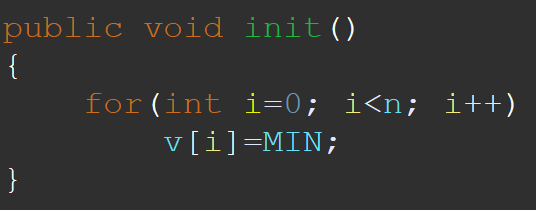 public void init()
{
    for(int i=0; i<n; i++)
        v[i]=MIN;
}